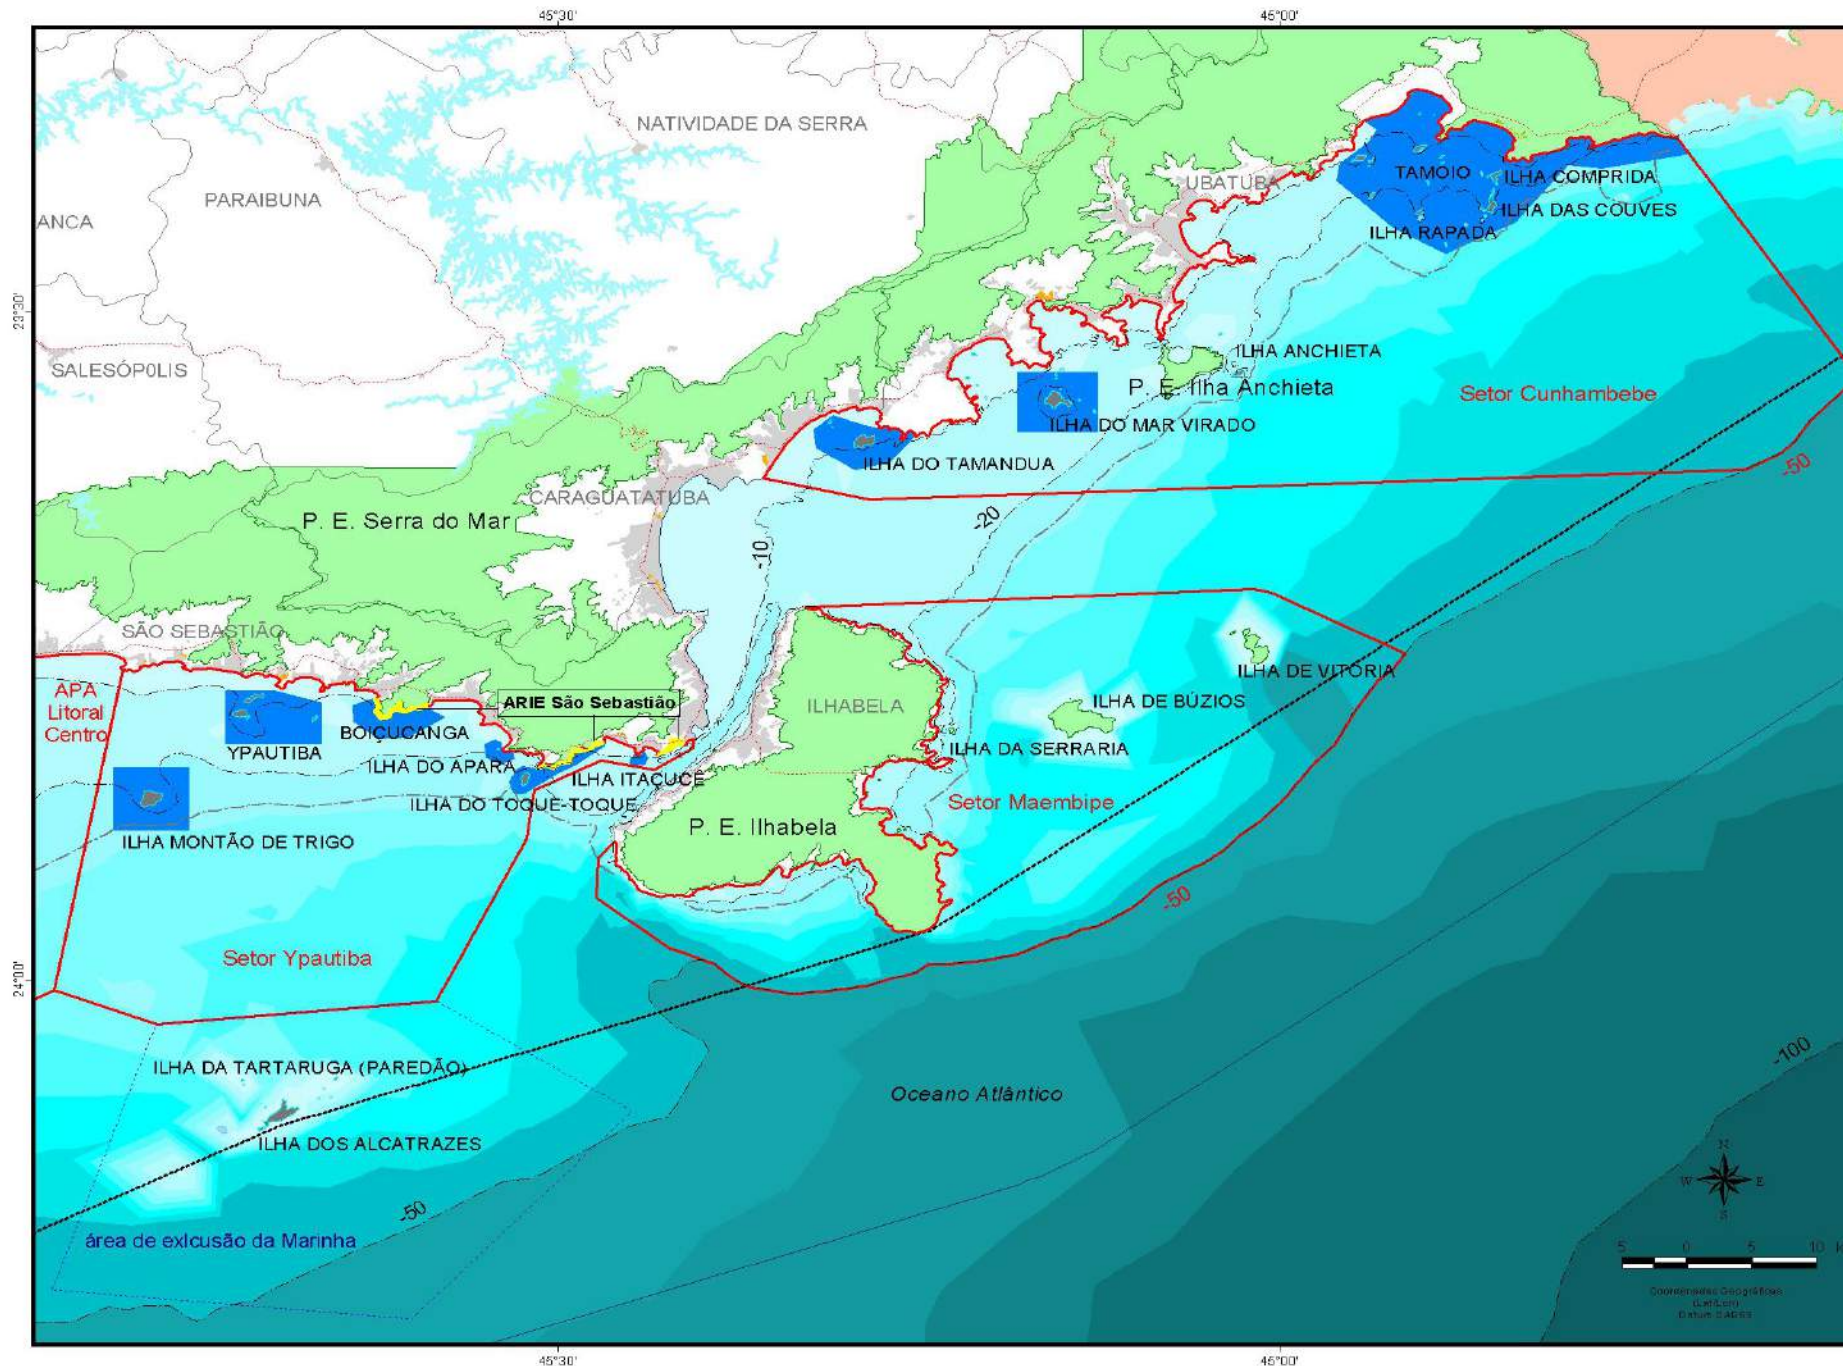 45°30'
45°00'
NATIVIDADE DA SERRA
PARAIBUNA
ANCA
UBATUBA
TAMOIO
ILHA COMPRIDA
ILHA DAS COUVES
ILHA RAPADA
23°30'
SALESÓPOLIS
ILHA ANCHIETA
P. E. Ilha Anchieta
Setor Cunhambebe
ILHA DO MAR VIRADO
ILHA DO TAMANDUA
-50
CARAGUATATUBA
P. E. Serra do Mar
-20
-10
SÃO SEBASTIÃO
ILHA DE VITÓRIA
APA
Litoral
Centro
ARIE São Sebastião
ILHABELA
ILHA DE BÚZIOS
BOIÇUCANGA
YPAUTIBA
ILHA DA SERRARIA
ILHA DO APARA
ILHA ITAÇUCÊ
ILHA DO TOQUE-TOQUE
Setor Maembipe
P. E. Ilhabela
ILHA MONTÃO DE TRIGO
-50
Setor Ypautiba
24°00'
-100
ILHA DA TARTARUGA (PAREDÃO)
Oceano Atlântico
ILHA DOS ALCATRAZES
N
W E
S
-50
área de exlcusão da Marinha
5 0 5 10 k
Coordenadas Geográficas
(Lat/Lon)
45°30'
45°00'